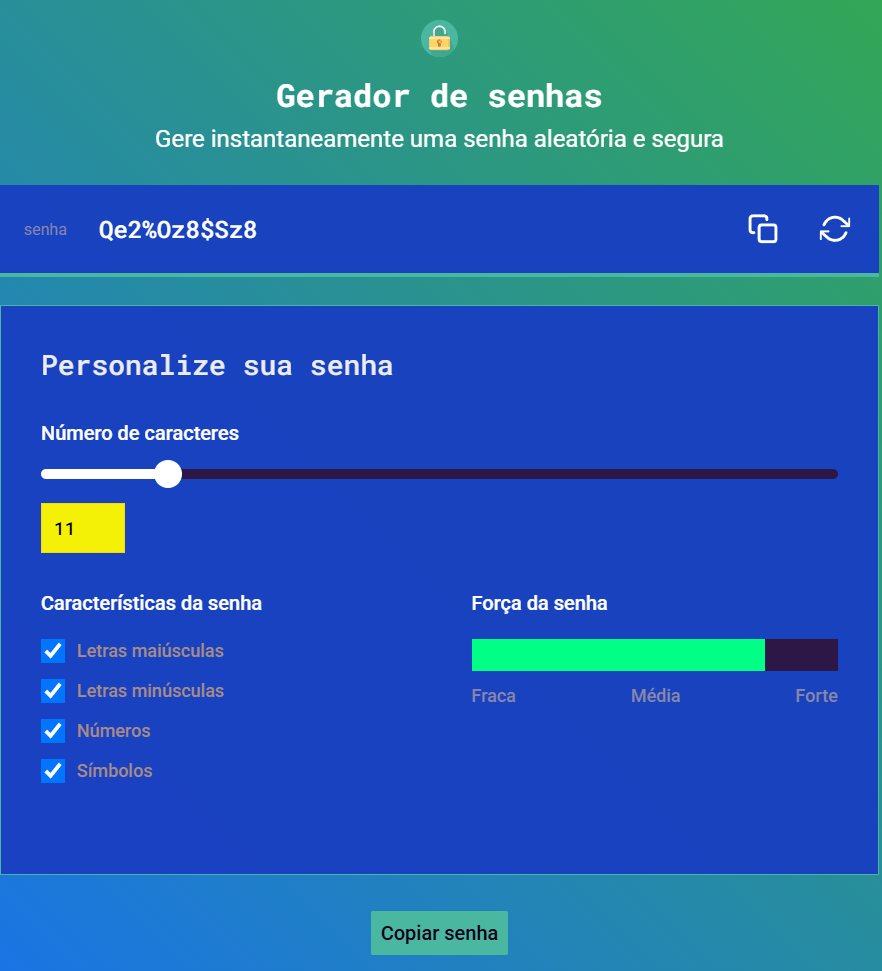 Gerador de senhas
Gere instantaneamente uma senha aleatória e segura
senha Qe2%Oz8$Sz8
Personalize sua senha
Número de caracteres
11
Características da senha
Letras maiúsculas
Letras minúsculas
Números
Símbolos
Força da senha
Fraca Média Forte
Copiar senha